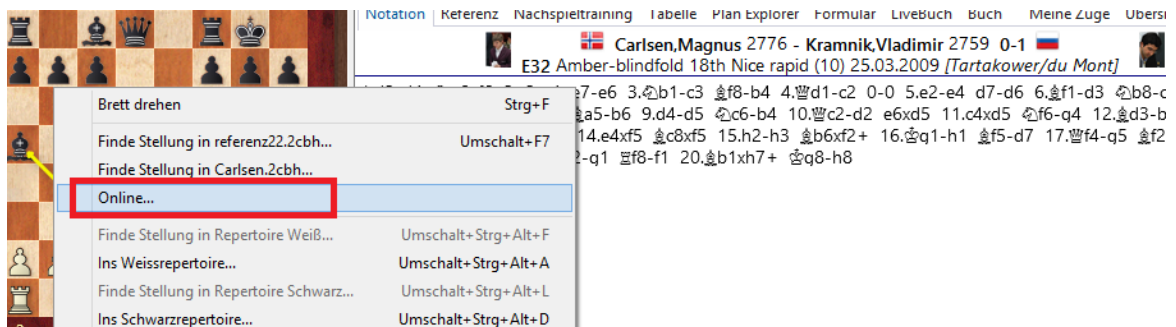 Notation Referenz Nachspieltraining Tabelle Plan Explorer Formular LiveBuch Buch Meine Züge
Carlsen,Magnus 2776 - Kramnik,Vladimir 2759 0-1
E32 Amber-blindfold 18th Nice rapid (10) 25.03.2009 [Tartakower/du Mont]
e7-e6 3.♘b1-c3 ♗f8-b4 4.♕d1-c2 0-0 5.e2-e4 d7-d6 6.♗f1-d3 ♘b8-c
♗a5-b6 9.d4-d5 ♘c6-b4 10.♕c2-d2 e6xd5 11.c4xd5 ♘f6-g4 12.♗d3-b
14.e4xf5 ♗c8xf5 15.h2-h3 ♗b6xf2+ 16.♔g1-h1 ♗f5-d7 17.♕f4-g5 ♗f2
-g1 ♖f8-f1 20.♗b1xh7+ ♔g8-h8
Brett drehen Strg+F
Finde Stellung in referenz22.2cbh... Umschalt+F7
Finde Stellung in Carlsen.2cbh...
Online...
Finde Stellung in Repertoire Weiß... Umschalt+Strg+Alt+F
Ins Weissrepertoire... Umschalt+Strg+Alt+A
Finde Stellung in Repertoire Schwarz... Umschalt+Strg+Alt+L
Ins Schwarzrepertoire... Umschalt+Strg+Alt+D